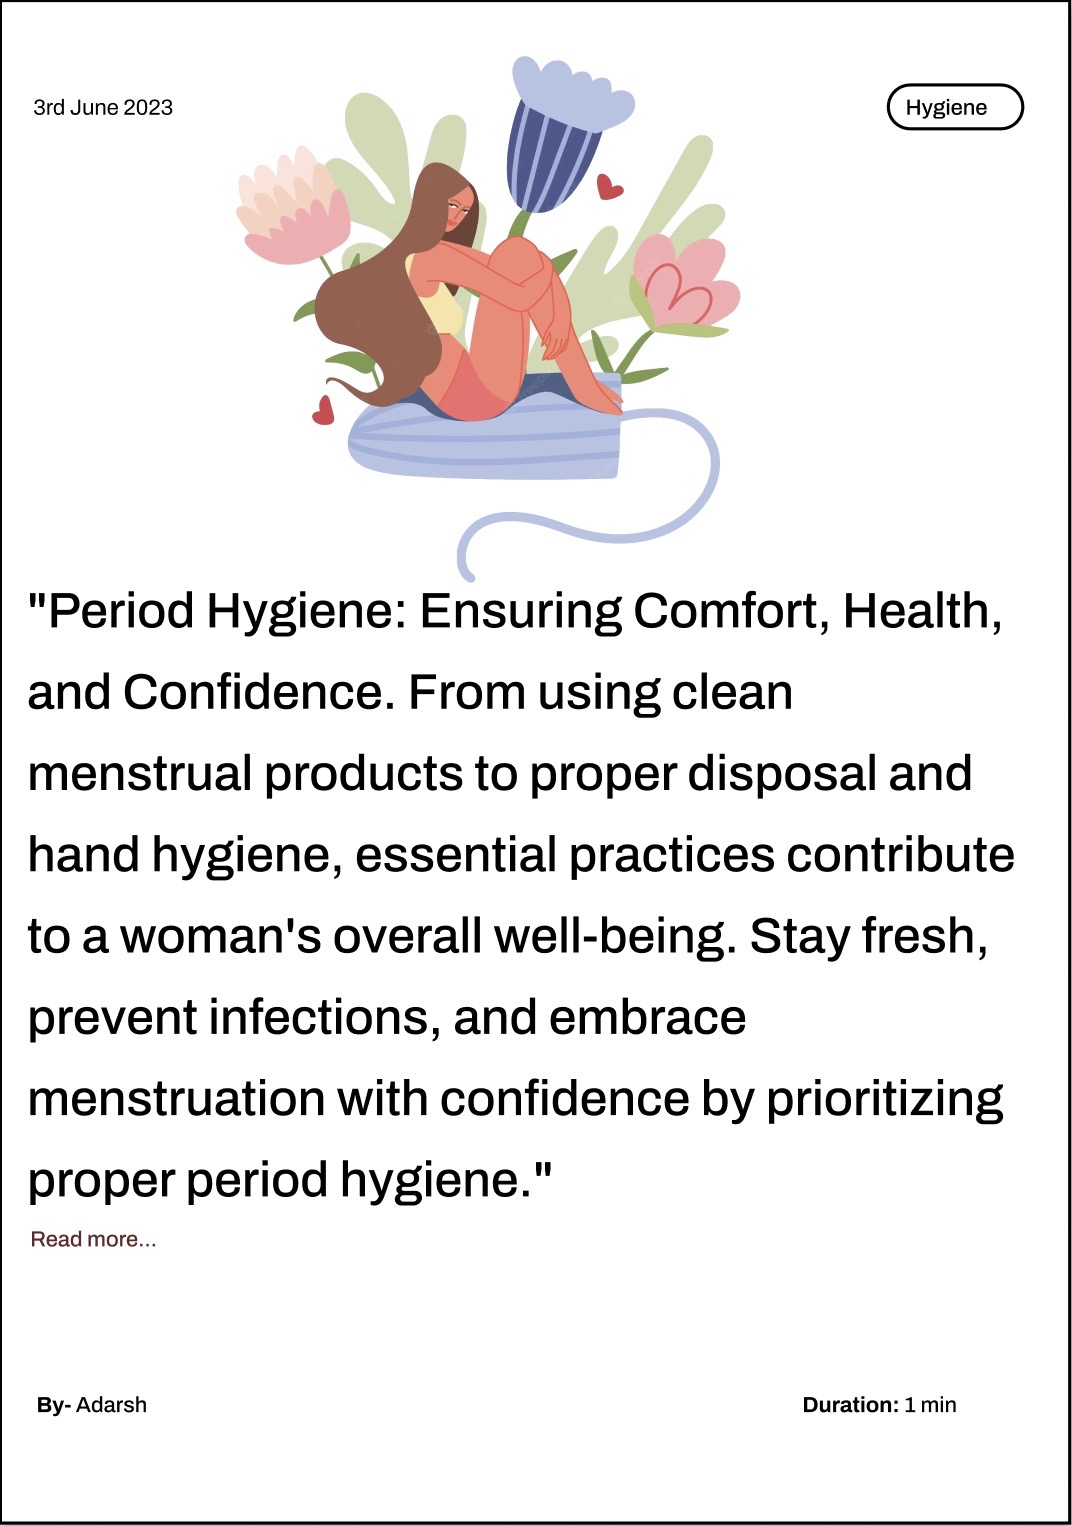 3rd June 2023
Hygiene
"Period Hygiene: Ensuring Comfort, Health,
and Confidence. From using clean
menstrual products to proper disposal and
hand hygiene, essential practices contribute
to a woman's overall well-being. Stay fresh,
prevent infections, and embrace
menstruation with confidence by prioritizing
proper period hygiene."
Read more...
By- Adarsh
Duration: 1 min